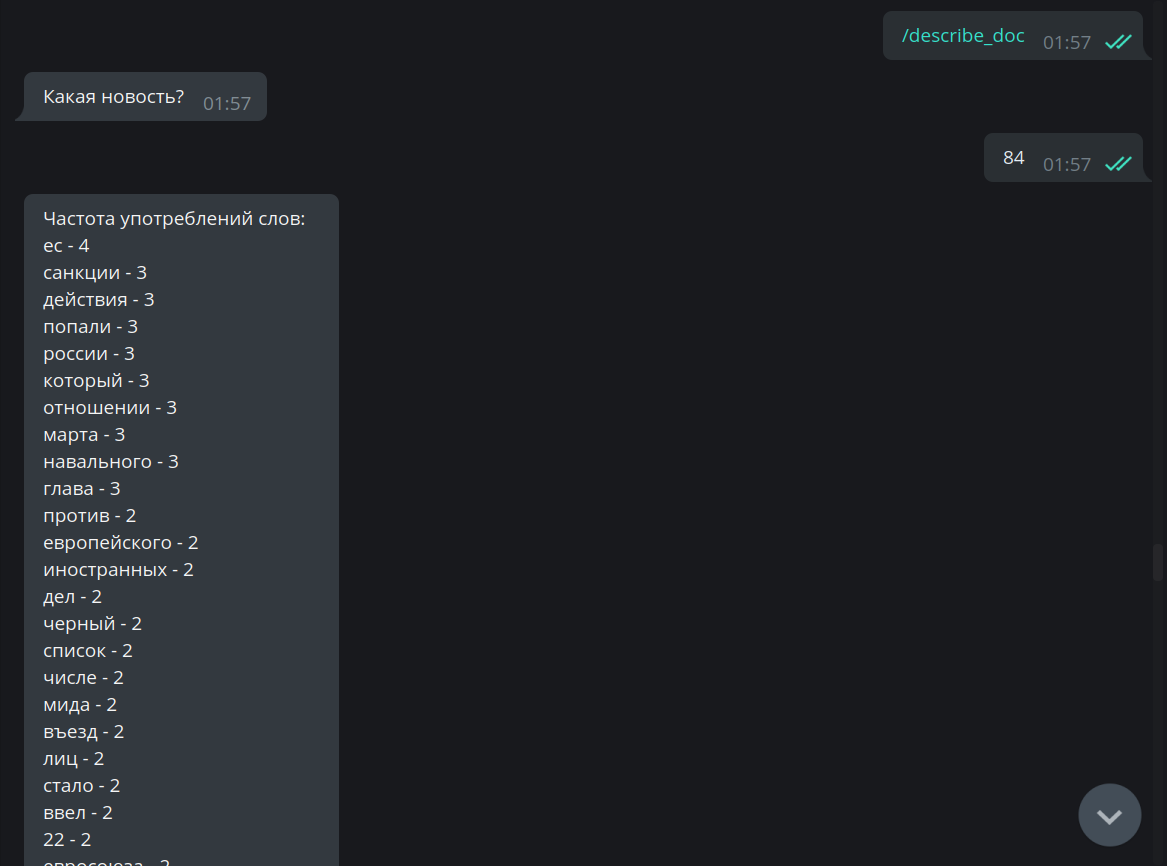 /describe_doc 01:57
Какая новость? 01:57
84 01:57
Частота употреблений слов:
ес - 4
санкции - 3
действия - 3
попали - 3
россии - 3
который - 3
отношении - 3
марта - 3
навального - 3
глава - 3
против - 2
европейского - 2
иностранных - 2
дел - 2
черный - 2
список - 2
числе - 2
мида - 2
въезд - 2
лиц - 2
стало - 2
ввел - 2
22 - 2
евросоюза - 2